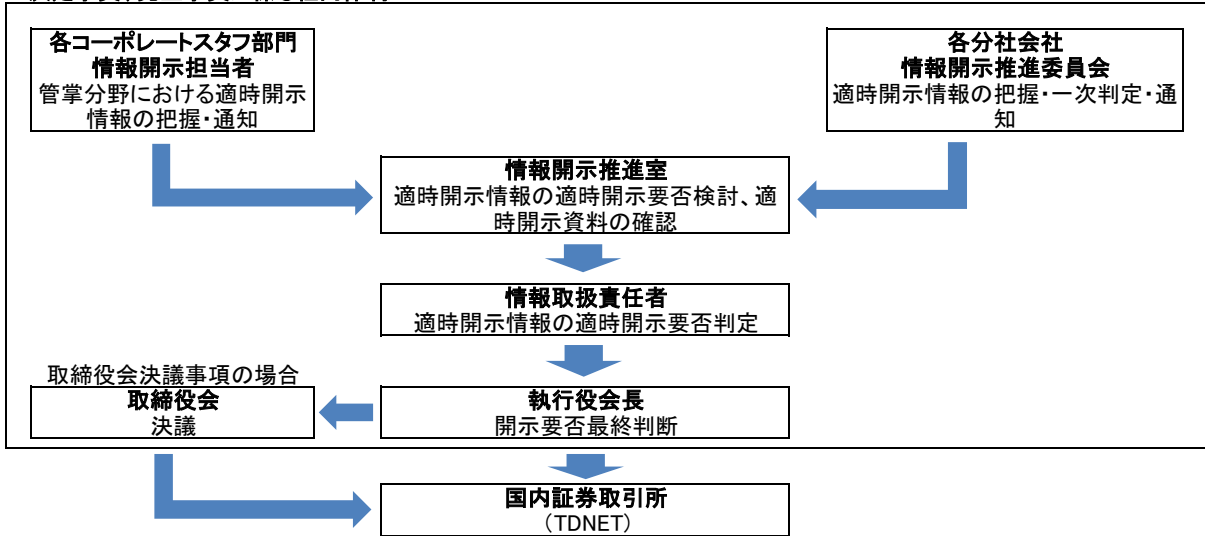 各コーポレートスタフ部門
情報開示担当者
管掌分野における適時開示
情報の把握・通知
各分社会社
情報開示推進委員会
適時開示情報の把握・一次判定・通
知
情報開示推進室
適時開示情報の適時開示要否検討、適
時開示資料の確認
情報取扱責任者
適時開示情報の適時開示要否判定
取締役会決議事項の場合
取締役会
決議
執行役会長
開示要否最終判断
国内証券取引所
(TDNET)